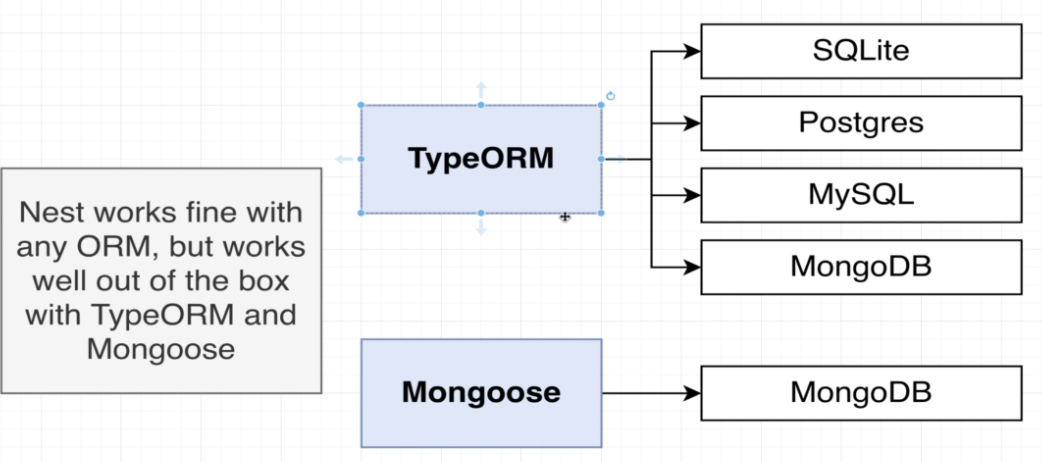 Nest works fine with
any ORM, but works
well out of the box
with TypeORM and
Mongoose
TypeORM
SQLite
Postgres
MySQL
MongoDB
Mongoose
MongoDB